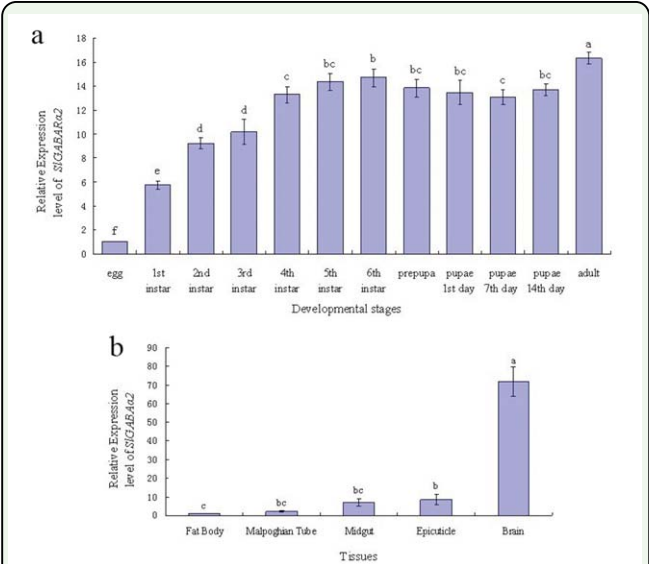 a
18
16
14
12
10
8
6
4
2
0
Relative Expression
level of SlGABARα2
f
e
d
d
c
bc
b
bc
bc
c
bc
a
egg
1st
instar
2nd
instar
3rd
instar
4th
instar
5th
instar
6th
instar
prepupa
pupae
1st day
pupae
7th day
pupae
14th day
adult
Developmental stages
b
90
80
70
60
50
40
30
20
10
0
Relative Expression
level of SlGABAα2
c
bc
bc
b
a
Fat Body
Malpoghian Tube
Midgut
Epicuticle
Brain
Tissues